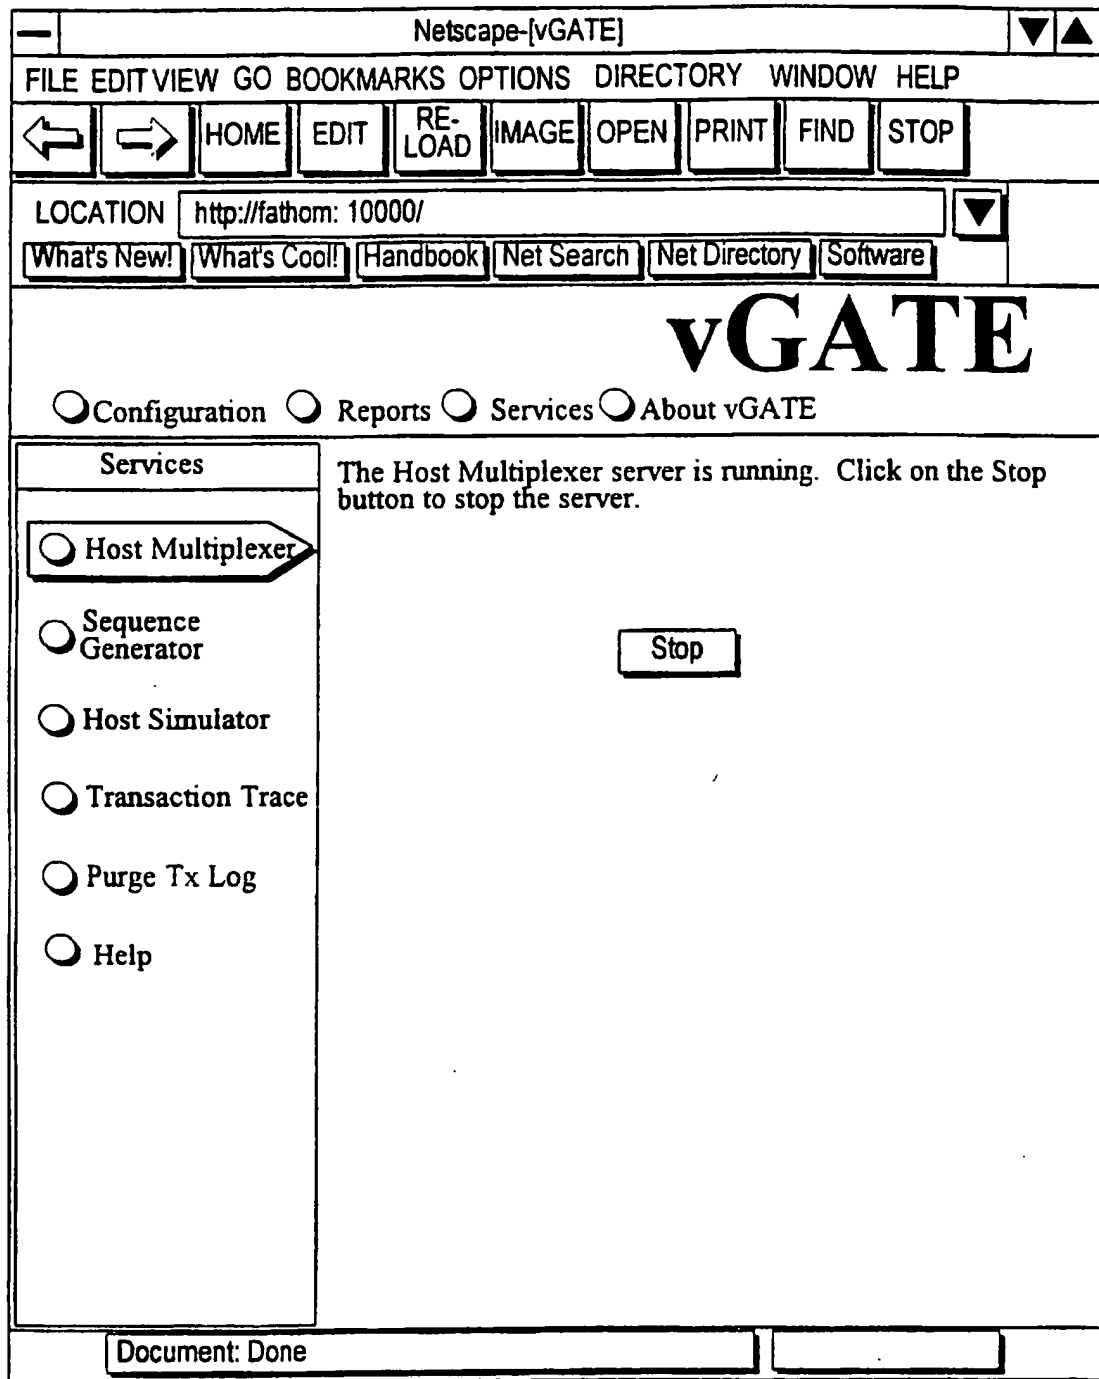 Netscape-[vGATE]
FILE EDIT VIEW GO BOOKMARKS OPTIONS DIRECTORY WINDOW HELP
HOME EDIT RE-LOAD IMAGE OPEN PRINT FIND STOP
LOCATION http://fathom: 10000/
What's New! What's Cool! Handbook Net Search Net Directory Software
vGATE
Configuration Reports Services About vGATE
Services
Host Multiplexer
Sequence
Generator
Host Simulator
Transaction Trace
Purge Tx Log
Help
The Host Multiplexer server is running. Click on the Stop
button to stop the server.
Stop
Document: Done